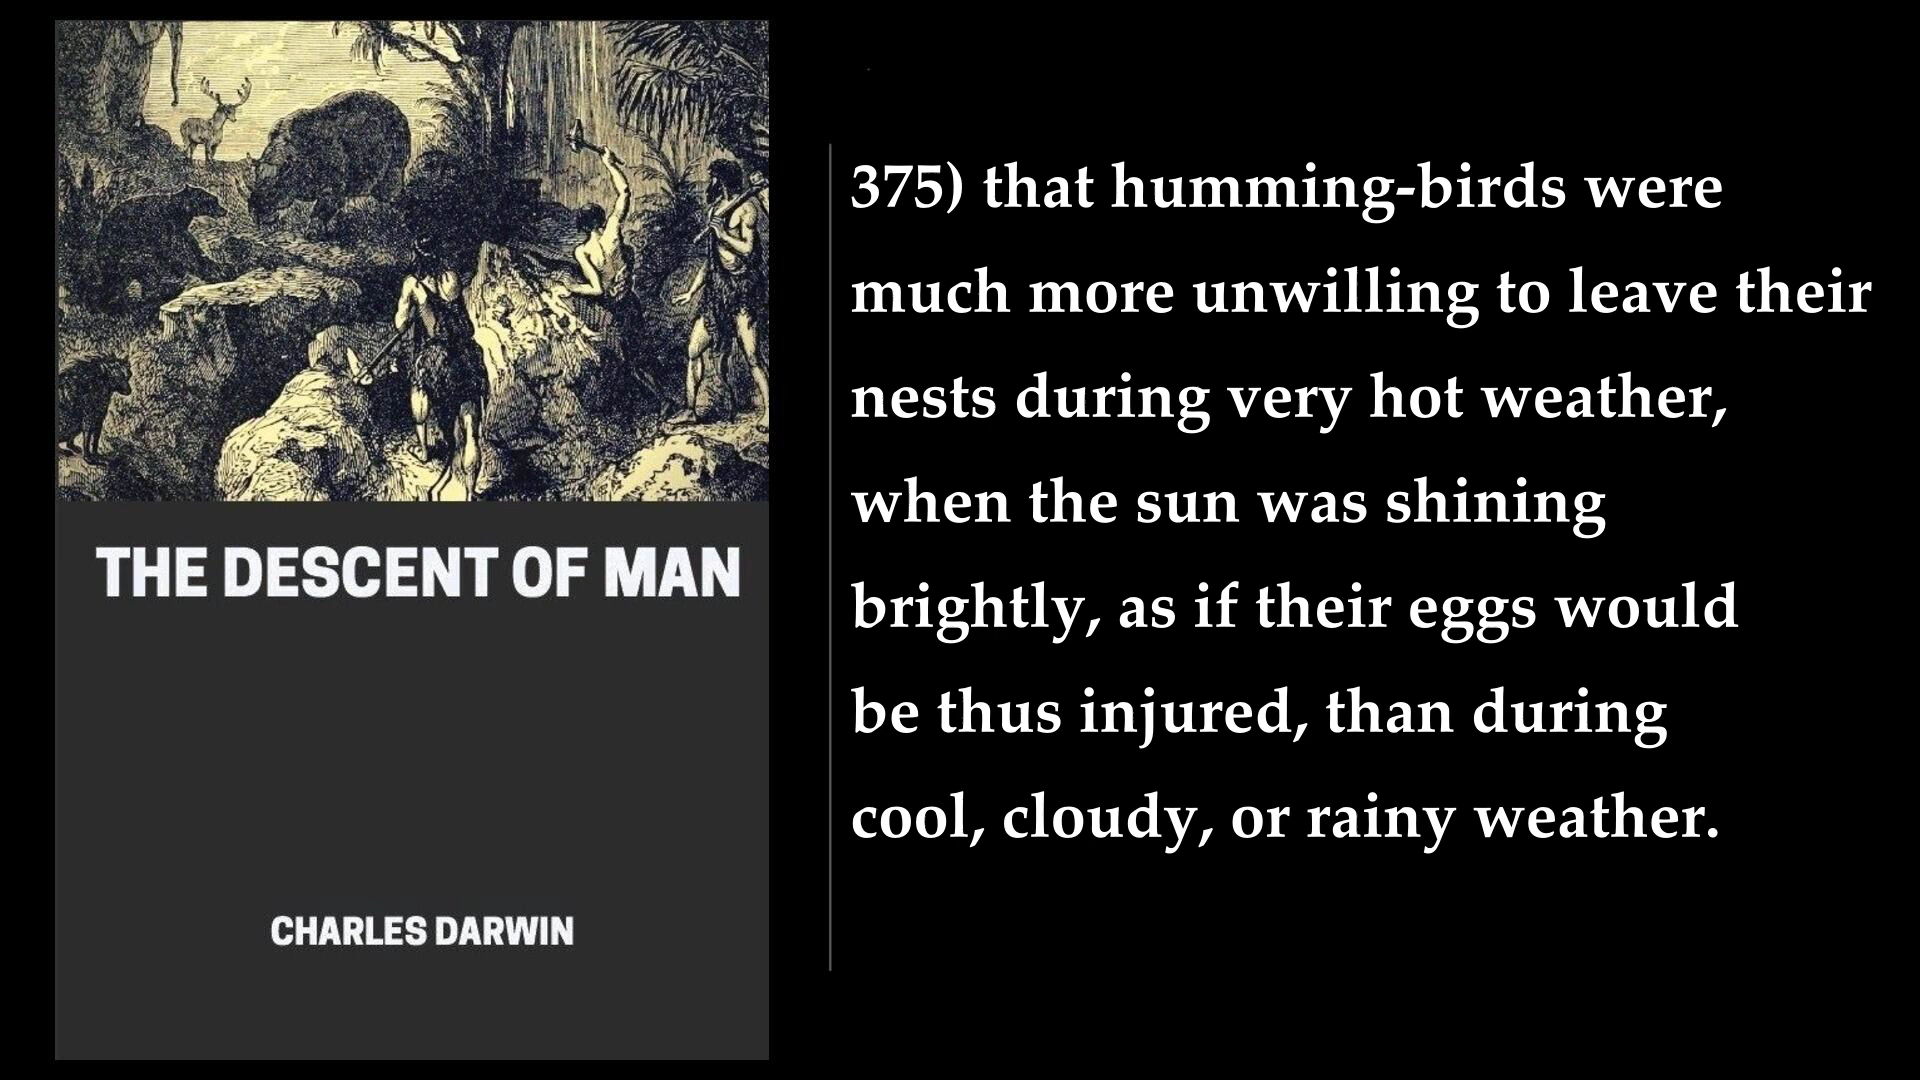 THE DESCENT OF MAN
CHARLES DARWIN
375) that humming-birds were
much more unwilling to leave their
nests during very hot weather,
when the sun was shining
brightly, as if their eggs would
be thus injured, than during
cool, cloudy, or rainy weather.